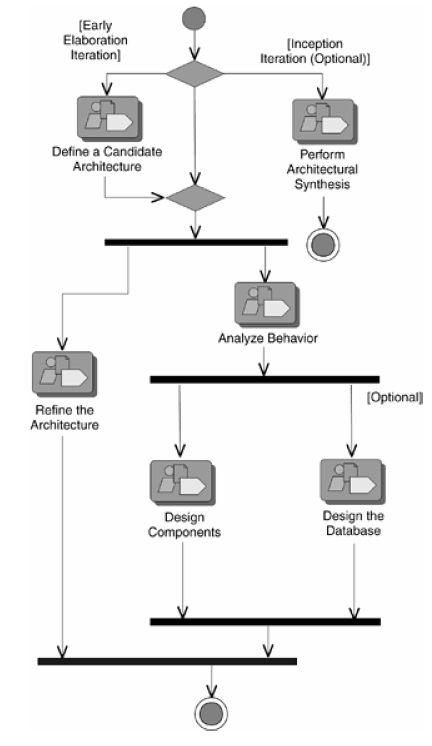 [Early
Elaboration
Iteration]
[Inception
Iteration (Optional)]
Define a Candidate
Architecture
Perform
Architectural
Synthesis
Analyze Behavior
Refine the
Architecture
[Optional]
Design
Components
Design the
Database